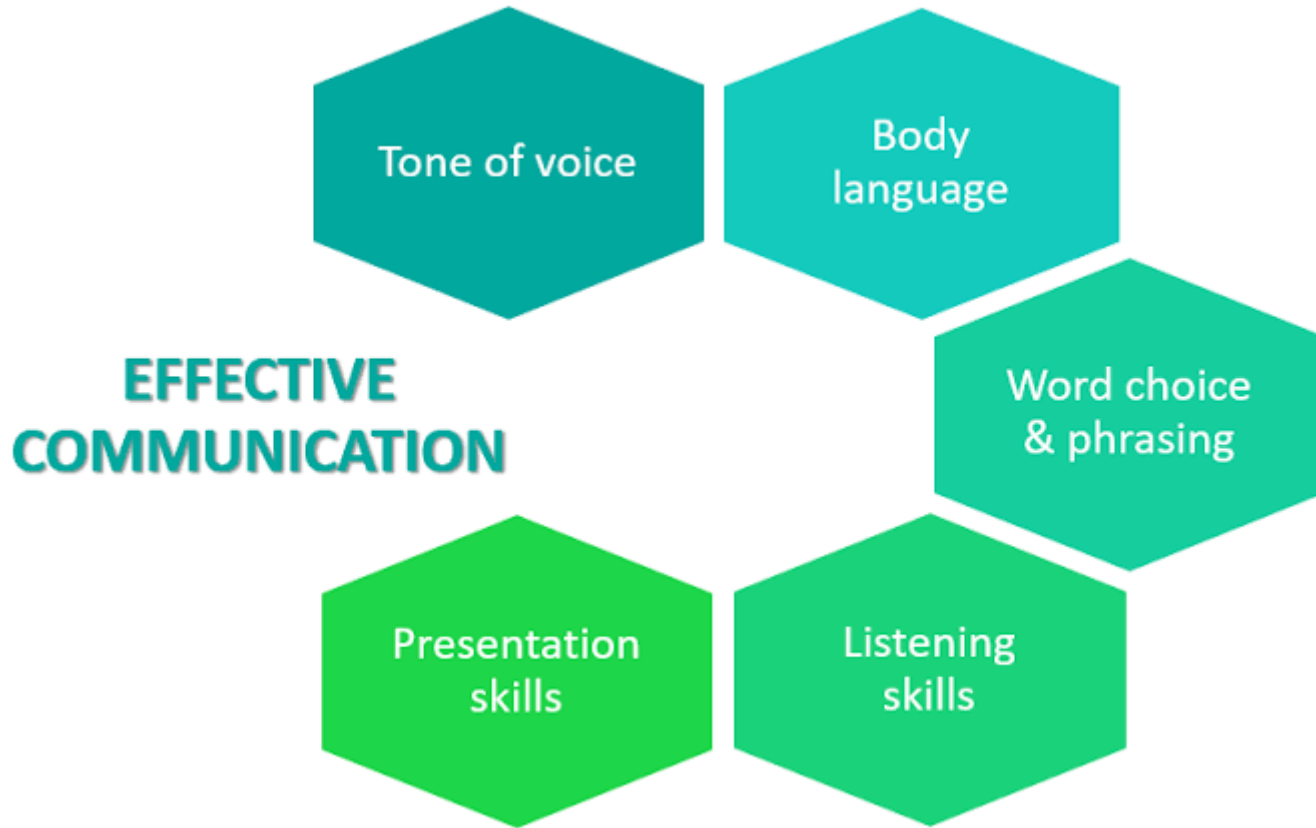 Tone of voice
Body
language
EFFECTIVE
COMMUNICATION
Word choice
& phrasing
Presentation
skills
Listening
skills